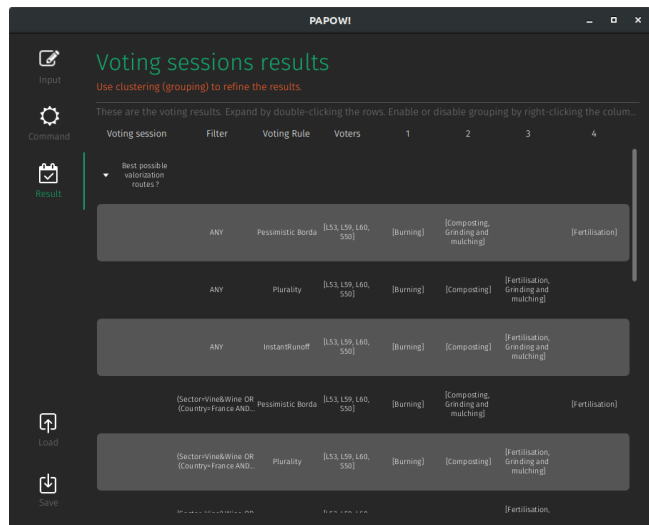 PAPOW!
Input
Command
Result
Load
Save
Voting sessions results
Use clustering (grouping) to refine the results.
These are the voting results. Expand by double-clicking the rows. Enable or disable grouping by right-clicking the colum...
Voting session Filter Voting Rule Voters 1 2 3 4
Best possible
valorization
routes ?
ANY Pessimistic Borda [L53, L59, L60,
S50] [Burning] [Composting,
Grinding and
mulching] [Fertilisation]
ANY Plurality [L53, L59, L60,
S50] [Burning] [Composting] [Fertilisation,
Grinding and
mulching]
ANY InstantRunoff [L53, L59, L60,
S50] [Burning] [Composting] [Fertilisation,
Grinding and
mulching]
(Sector=Vine&Wine OR
(Country=France AND... Pessimistic Borda [L53, L59, L60,
S50] [Burning] [Composting,
Grinding and
mulching] [Fertilisation]
(Sector=Vine&Wine OR
(Country=France AND... Plurality [L53, L59, L60,
S50] [Burning] [Composting] [Fertilisation,
Grinding and
mulching]
[Fertilisation,